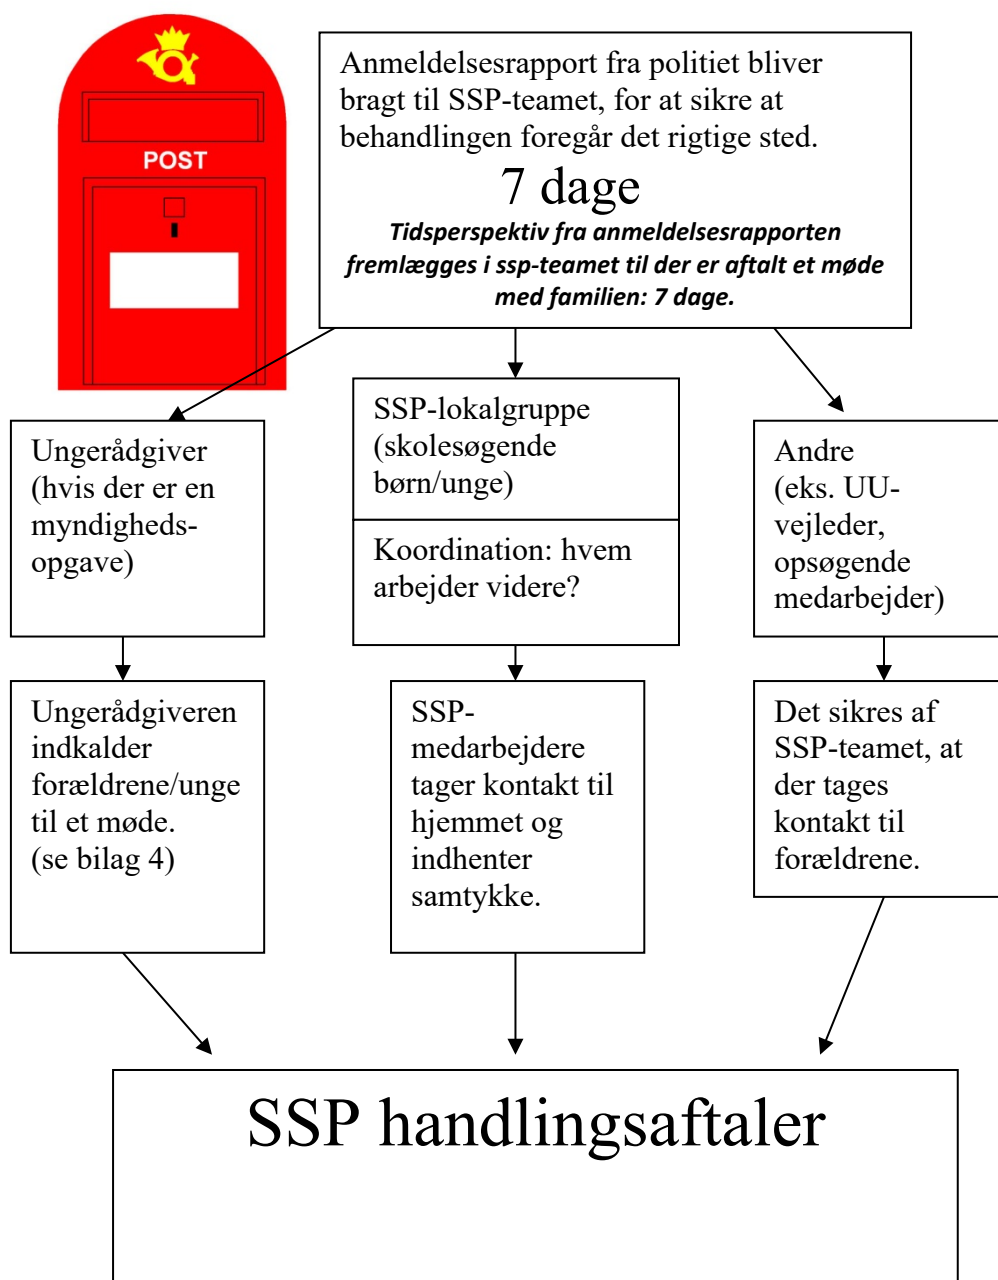 POST
Anmeldelsesrapport fra politiet bliver
bragt til SSP-teamet, for at sikre at
behandlingen foregår det rigtige sted.
7 dage
Tidsperspektiv fra anmeldelsesrapporten
fremlægges i ssp-teamet til der er aftalt et møde
med familien: 7 dage.
Ungerådgiver
(hvis der er en
myndigheds-
opgave)
SSP-lokalgruppe
(skolesøgende
børn/unge)
Koordination: hvem
arbejder videre?
Andre
(eks. UU-
vejleder,
opsøgende
medarbejder)
Ungerådgiveren
indkalder
forældrene/unge
til et møde.
(se bilag 4)
SSP-
medarbejdere
tager kontakt til
hjemmet og
indhenter
samtykke.
Det sikres af
SSP-teamet, at
der tages
kontakt til
forældrene.
SSP handlingsaftaler